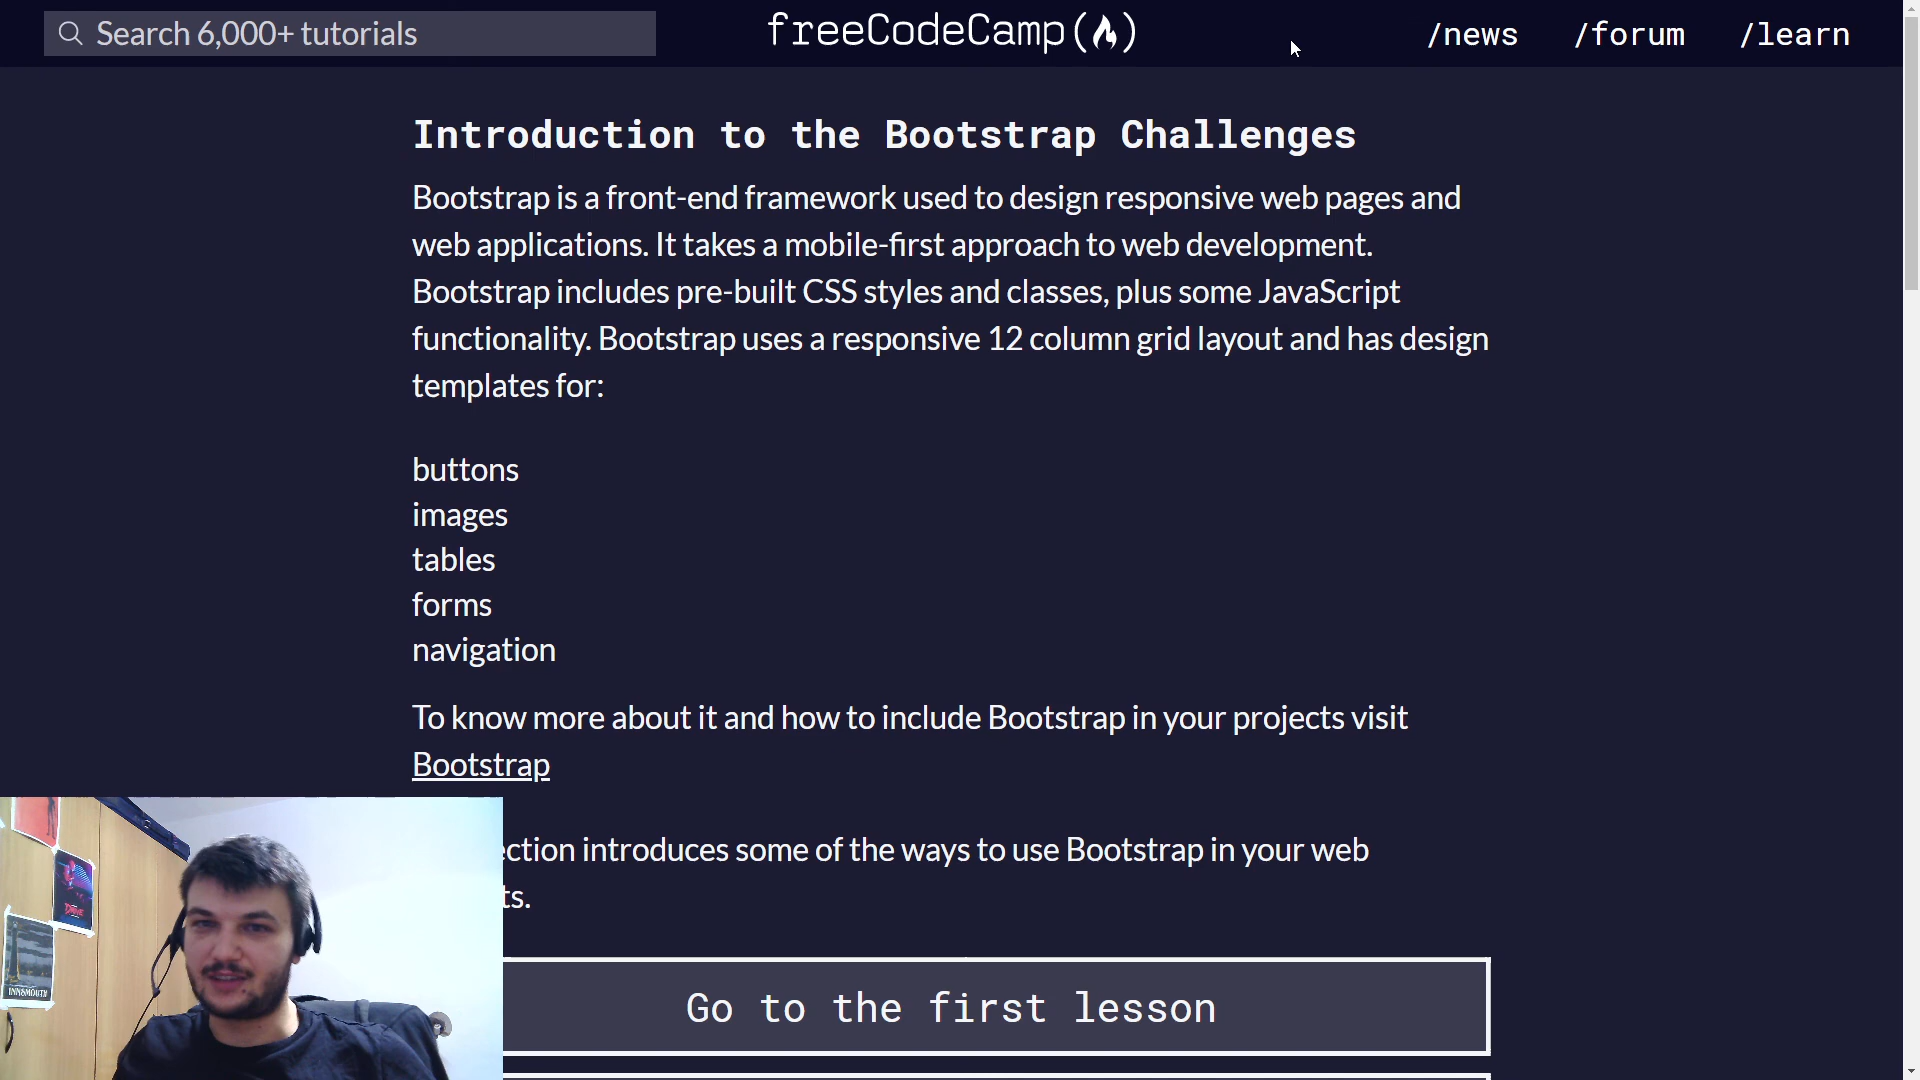 Search 6,000+ tutorials
freeCodeCamp
/news
/forum
/learn
Introduction to the Bootstrap Challenges
Bootstrap is a front-end framework used to design responsive web pages and
web applications. It takes a mobile-first approach to web development.
Bootstrap includes pre-built CSS styles and classes, plus some JavaScript
functionality. Bootstrap uses a responsive 12 column grid layout and has design
templates for:
buttons
images
tables
forms
navigation
To know more about it and how to include Bootstrap in your projects visit
Bootstrap
ction introduces some of the ways to use Bootstrap in your web
ts.
Go to the first lesson
INNSMOUTH